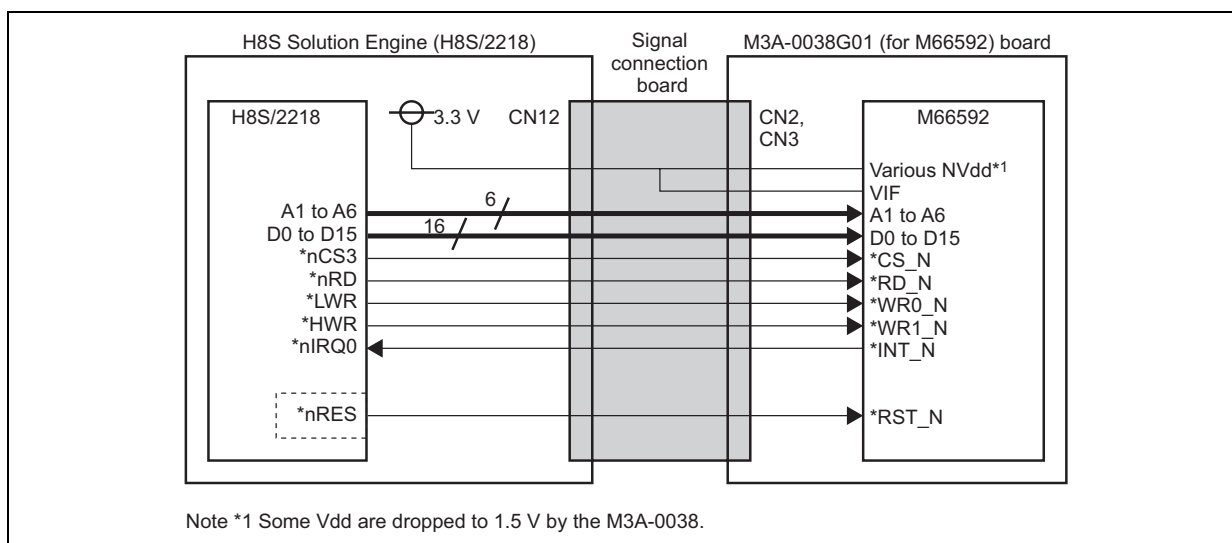 H8S Solution Engine (H8S/2218)
Signal
connection
board
M3A-0038G01 (for M66592) board
H8S/2218
3.3 V
CN12
CN2,
CN3
M66592
Various NVdd*1
VIF
A1 to A6
6
A1 to A6
D0 to D15
16
D0 to D15
*nCS3
*CS_N
*nRD
*RD_N
*LWR
*WR0_N
*HWR
*WR1_N
*nIRQ0
*INT_N
*nRES
*RST_N
Note *1 Some Vdd are dropped to 1.5 V by the M3A-0038.